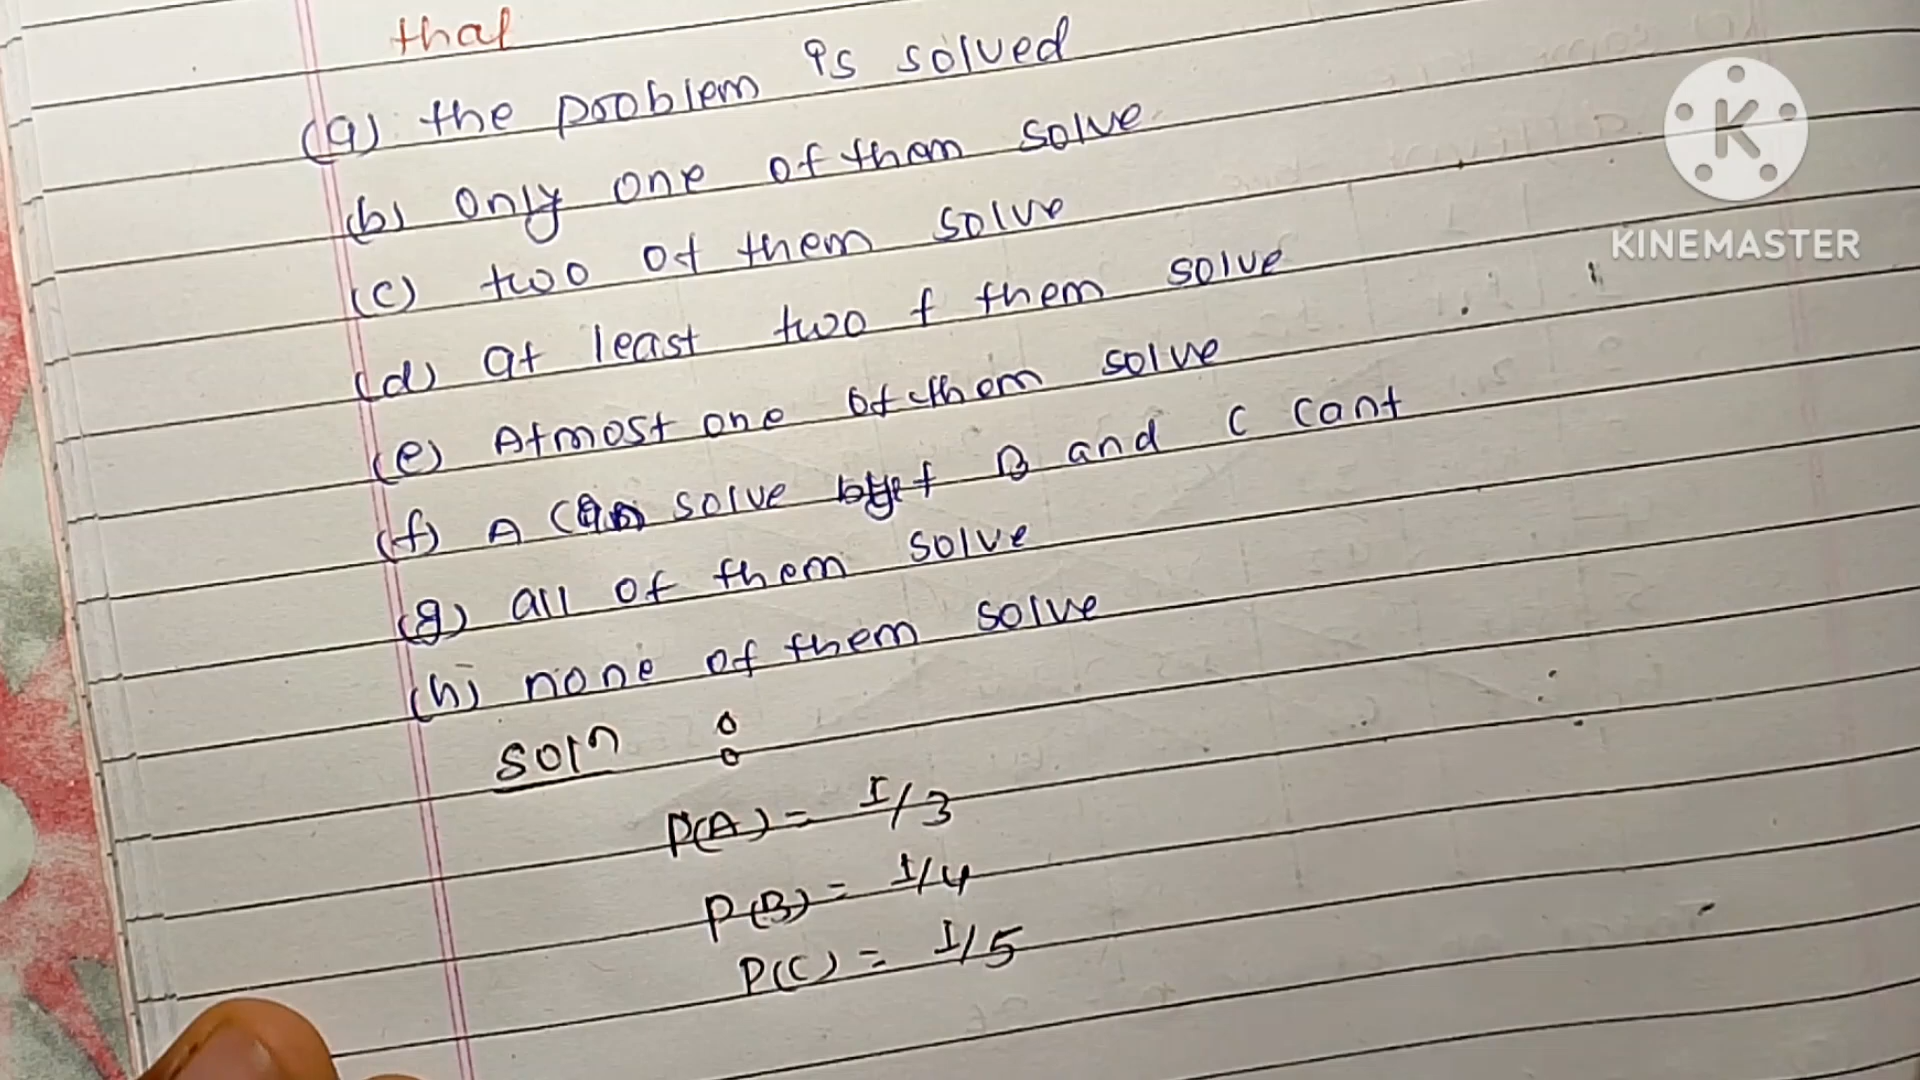 that
(a) the problem is solved
(b) only one of them solve
(c) two of them solve
(d) at least two f them solve
(e) Atmost one of them solve
(f) A can solve but B and C cant
(g) all of them solve
(h) none of them solve
soln :
P(A) = 1/3
P(B) = 1/4
P(C) = 1/5
KINEMASTER